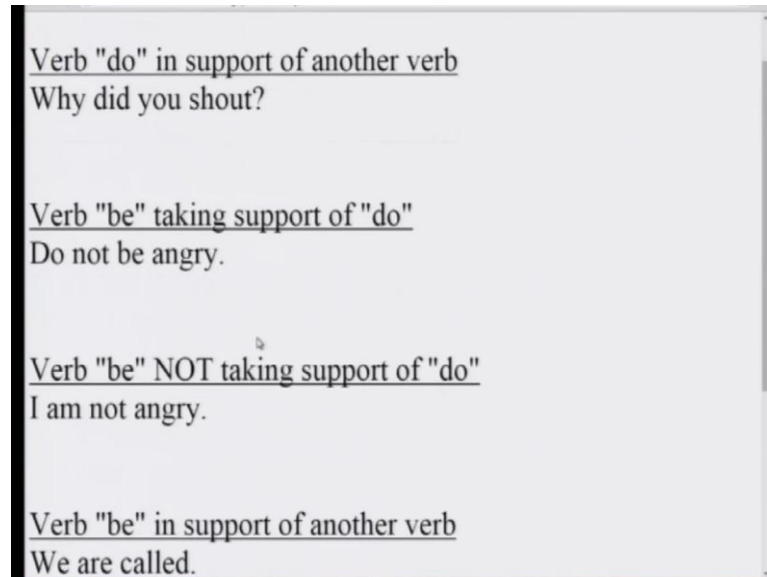 Verb "do" in support of another verb
Why did you shout?
Verb "be" taking support of "do"
Do not be angry.
Verb "be" NOT taking support of "do"
I am not angry.
Verb "be" in support of another verb
We are called.